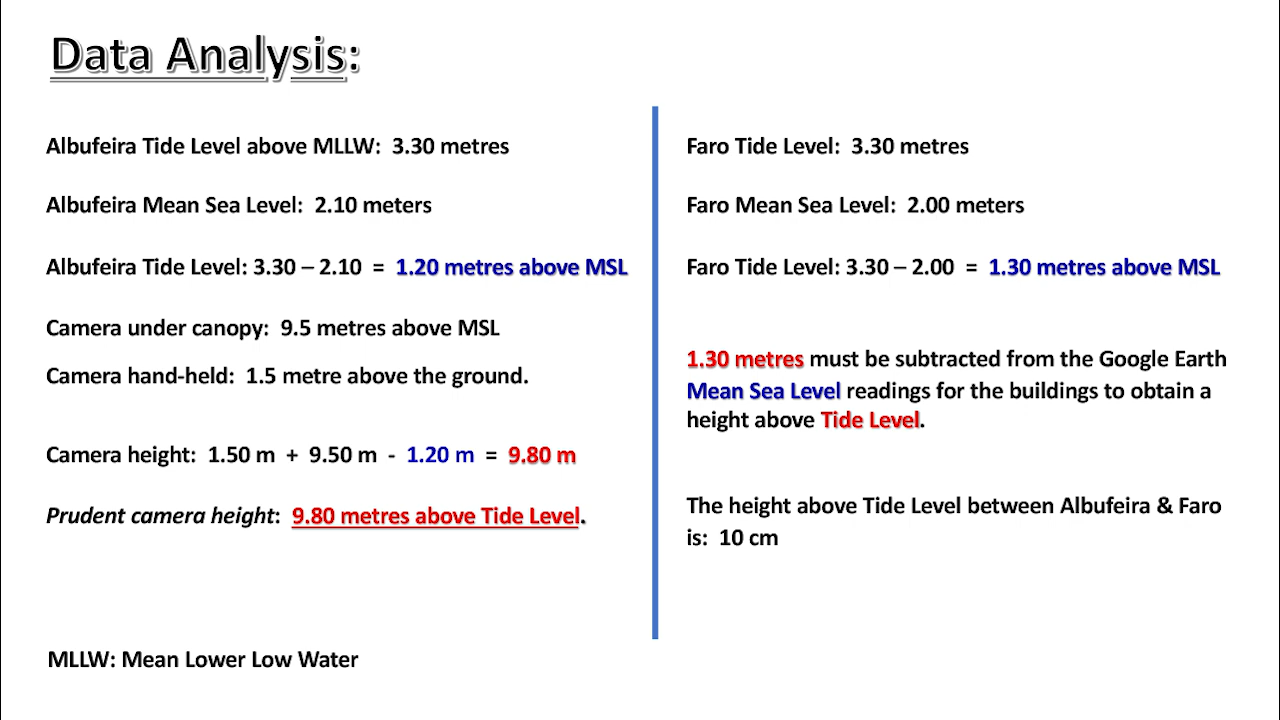 Data Analysis:
Albufeira Tide Level above MLLW: 3.30 metres
Albufeira Mean Sea Level: 2.10 meters
Albufeira Tide Level: 3.30 – 2.10 = 1.20 metres above MSL
Camera under canopy: 9.5 metres above MSL
Camera hand-held: 1.5 metre above the ground.
Camera height: 1.50 m + 9.50 m - 1.20 m = 9.80 m
Prudent camera height: 9.80 metres above Tide Level.
MLLW: Mean Lower Low Water
Faro Tide Level: 3.30 metres
Faro Mean Sea Level: 2.00 meters
Faro Tide Level: 3.30 – 2.00 = 1.30 metres above MSL
1.30 metres must be subtracted from the Google Earth
Mean Sea Level readings for the buildings to obtain a
height above Tide Level.
The height above Tide Level between Albufeira & Faro
is: 10 cm